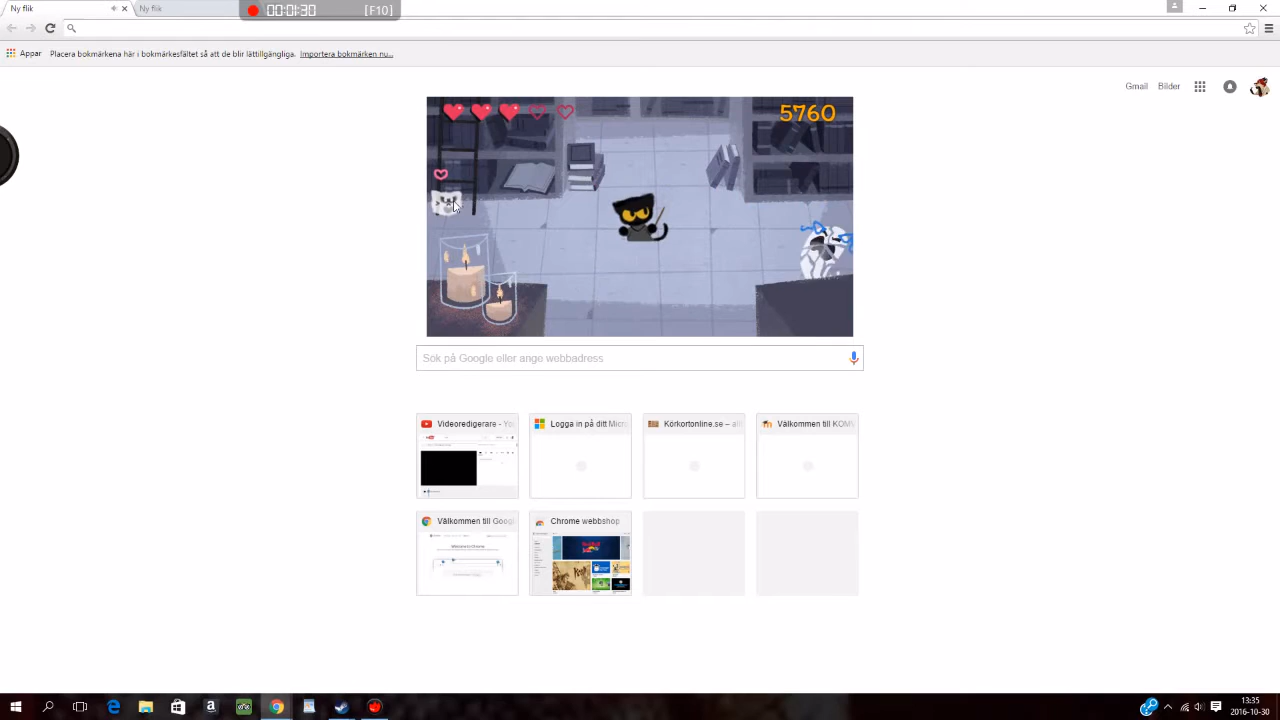 Ny flik
Ny flik
00:01:30 [F10]
Appar Placera bokmärkena här i bokmärkesfältet så att de blir lättillgängliga. Importera bokmärken nu...
Gmail Bilder
5760
Sök på Google eller ange webbadress
Videoredigerare - Yo
Logga in på ditt Micr
Körkortonline.se – all
Välkommen till KOM
Välkommen till Goog
Chrome webbshop
13:35
2016-10-30